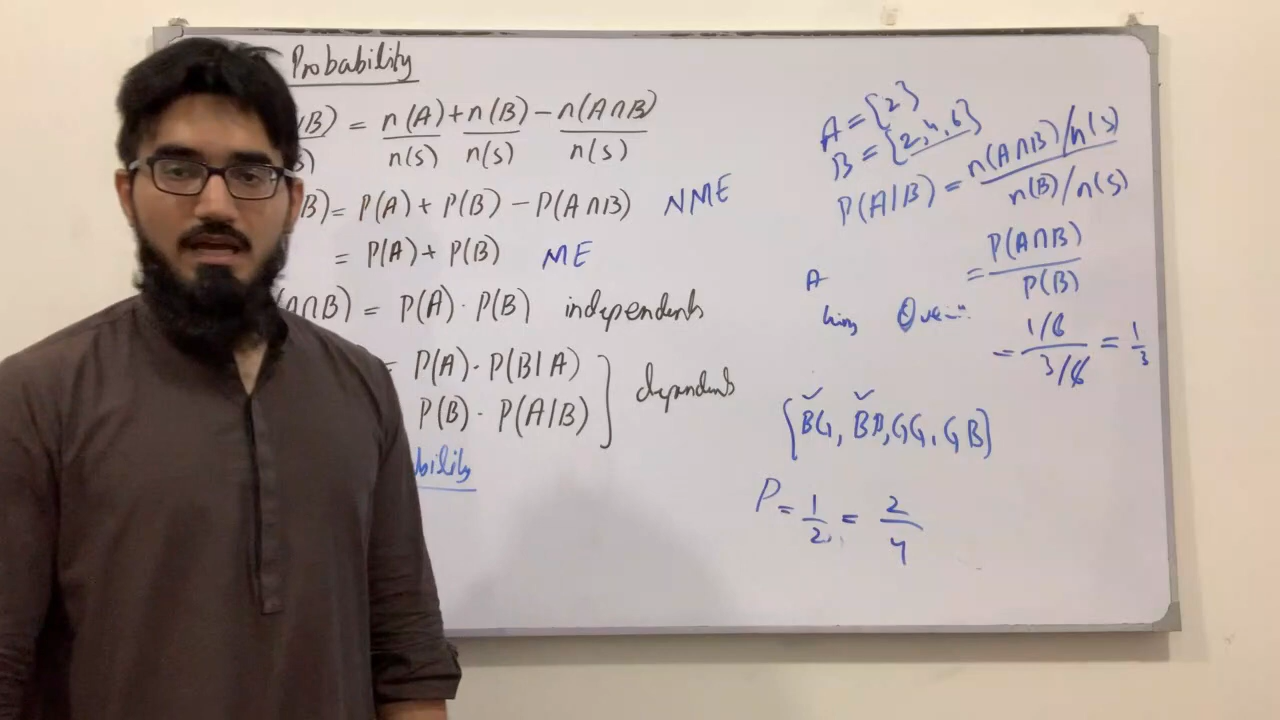 Probability
∪B) = n(A)+n(B) − n(A∩B)
S) n(S) n(S) n(S)
B) = P(A) + P(B) − P(A∩B) NME
= P(A) + P(B) ME
(A∩B) = P(A) · P(B) independents
= P(A) · P(B|A)
P(B) · P(A|B) dependents
bility
A = {2}
B = {2,4,6}
P(A|B) = n(A∩B)/n(S)
n(B)/n(S)
= P(A∩B)
P(B)
A
= 1/6 = 1
3/6 3
{BG, BB, GG, GB}
P = 1 = 2
2 4